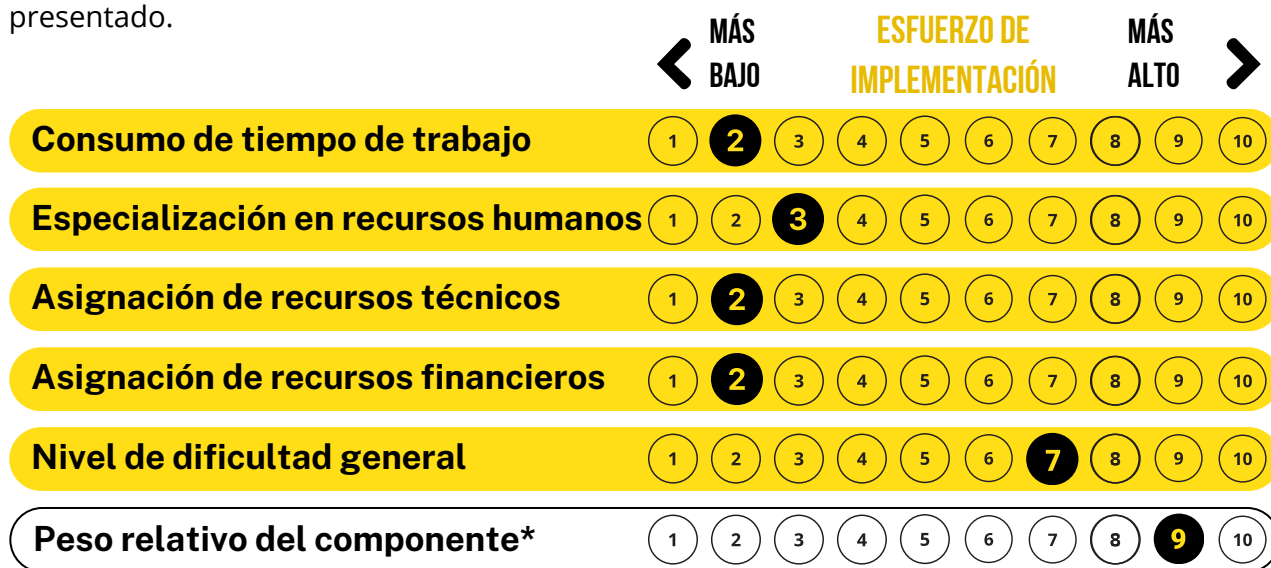 presentado.
MÁS BAJO
ESFUERZO DE IMPLEMENTACIÓN
MÁS ALTO
Consumo de tiempo de trabajo 1 2 3 4 5 6 7 8 9 10
Especialización en recursos humanos 1 2 3 4 5 6 7 8 9 10
Asignación de recursos técnicos 1 2 3 4 5 6 7 8 9 10
Asignación de recursos financieros 1 2 3 4 5 6 7 8 9 10
Nivel de dificultad general 1 2 3 4 5 6 7 8 9 10
Peso relativo del componente* 1 2 3 4 5 6 7 8 9 10